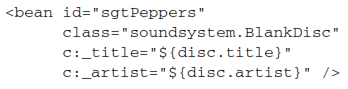 <bean id="sgtPeppers"
      class="soundsystem.BlankDisc"
      c:_title="${disc.title}"
      c:_artist="${disc.artist}" />